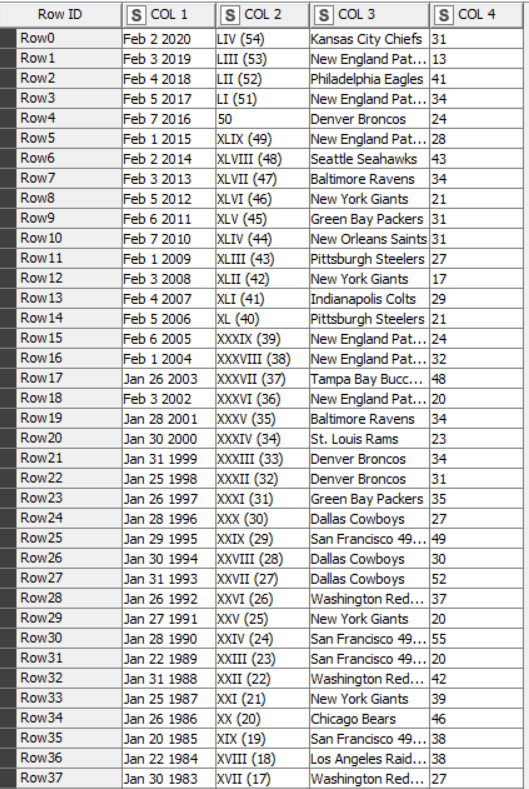 Row ID S COL 1 S COL 2 S COL 3 S COL 4
Row0 Feb 2 2020 LIV (54) Kansas City Chiefs 31
Row1 Feb 3 2019 LIII (53) New England Pat... 13
Row2 Feb 4 2018 LII (52) Philadelphia Eagles 41
Row3 Feb 5 2017 LI (51) New England Pat... 34
Row4 Feb 7 2016 50 Denver Broncos 24
Row5 Feb 1 2015 XLIX (49) New England Pat... 28
Row6 Feb 2 2014 XLVIII (48) Seattle Seahawks 43
Row7 Feb 3 2013 XLVII (47) Baltimore Ravens 34
Row8 Feb 5 2012 XLVI (46) New York Giants 21
Row9 Feb 6 2011 XLV (45) Green Bay Packers 31
Row10 Feb 7 2010 XLIV (44) New Orleans Saints 31
Row11 Feb 1 2009 XLIII (43) Pittsburgh Steelers 27
Row12 Feb 3 2008 XLII (42) New York Giants 17
Row13 Feb 4 2007 XLI (41) Indianapolis Colts 29
Row14 Feb 5 2006 XL (40) Pittsburgh Steelers 21
Row15 Feb 6 2005 XXXIX (39) New England Pat... 24
Row16 Feb 1 2004 XXXVIII (38) New England Pat... 32
Row17 Jan 26 2003 XXXVII (37) Tampa Bay Bucc... 48
Row18 Feb 3 2002 XXXVI (36) New England Pat... 20
Row19 Jan 28 2001 XXXV (35) Baltimore Ravens 34
Row20 Jan 30 2000 XXXIV (34) St. Louis Rams 23
Row21 Jan 31 1999 XXXIII (33) Denver Broncos 34
Row22 Jan 25 1998 XXXII (32) Denver Broncos 31
Row23 Jan 26 1997 XXXI (31) Green Bay Packers 35
Row24 Jan 28 1996 XXX (30) Dallas Cowboys 27
Row25 Jan 29 1995 XXIX (29) San Francisco 49... 49
Row26 Jan 30 1994 XXVIII (28) Dallas Cowboys 30
Row27 Jan 31 1993 XXVII (27) Dallas Cowboys 52
Row28 Jan 26 1992 XXVI (26) Washington Red... 37
Row29 Jan 27 1991 XXV (25) New York Giants 20
Row30 Jan 28 1990 XXIV (24) San Francisco 49... 55
Row31 Jan 22 1989 XXIII (23) San Francisco 49... 20
Row32 Jan 31 1988 XXII (22) Washington Red... 42
Row33 Jan 25 1987 XXI (21) New York Giants 39
Row34 Jan 26 1986 XX (20) Chicago Bears 46
Row35 Jan 20 1985 XIX (19) San Francisco 49... 38
Row36 Jan 22 1984 XVIII (18) Los Angeles Raid... 38
Row37 Jan 30 1983 XVII (17) Washington Red... 27